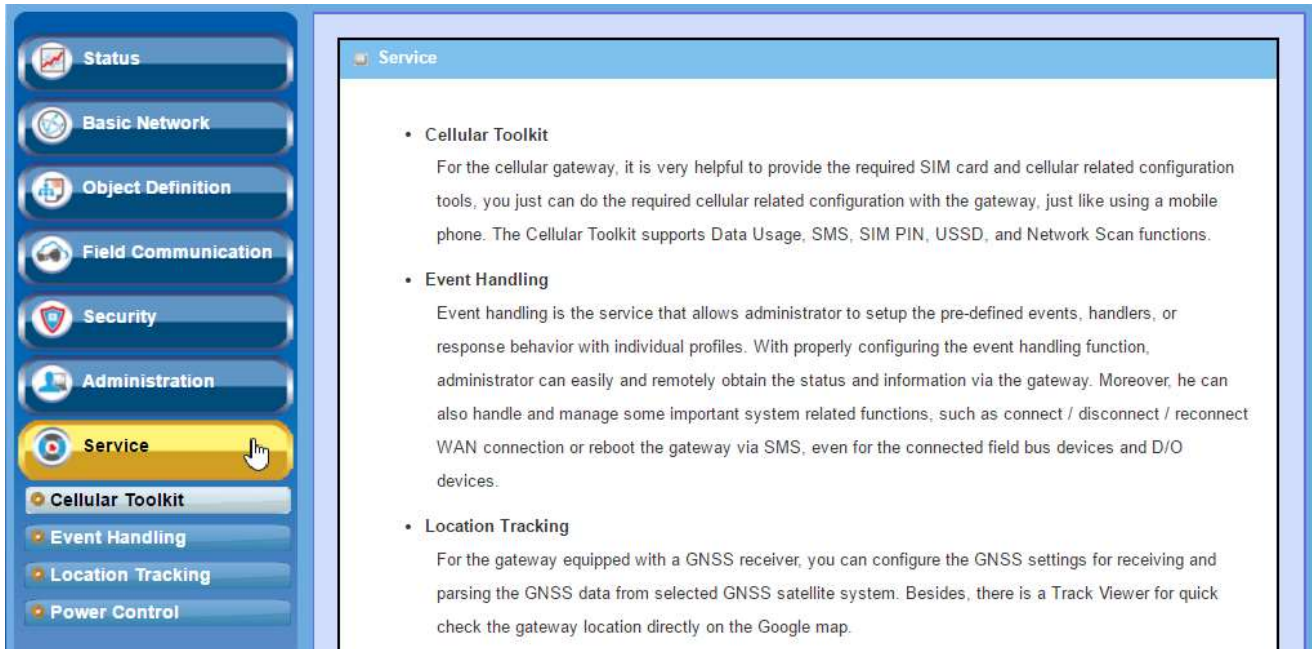 Status
Basic Network
Object Definition
Field Communication
Security
Administration
Service
Cellular Toolkit
Event Handling
Location Tracking
Power Control
Service
• Cellular Toolkit
For the cellular gateway, it is very helpful to provide the required SIM card and cellular related configuration
tools, you just can do the required cellular related configuration with the gateway, just like using a mobile
phone. The Cellular Toolkit supports Data Usage, SMS, SIM PIN, USSD, and Network Scan functions.
• Event Handling
Event handling is the service that allows administrator to setup the pre-defined events, handlers, or
response behavior with individual profiles. With properly configuring the event handling function,
administrator can easily and remotely obtain the status and information via the gateway. Moreover, he can
also handle and manage some important system related functions, such as connect / disconnect / reconnect
WAN connection or reboot the gateway via SMS, even for the connected field bus devices and D/O
devices.
• Location Tracking
For the gateway equipped with a GNSS receiver, you can configure the GNSS settings for receiving and
parsing the GNSS data from selected GNSS satellite system. Besides, there is a Track Viewer for quick
check the gateway location directly on the Google map.